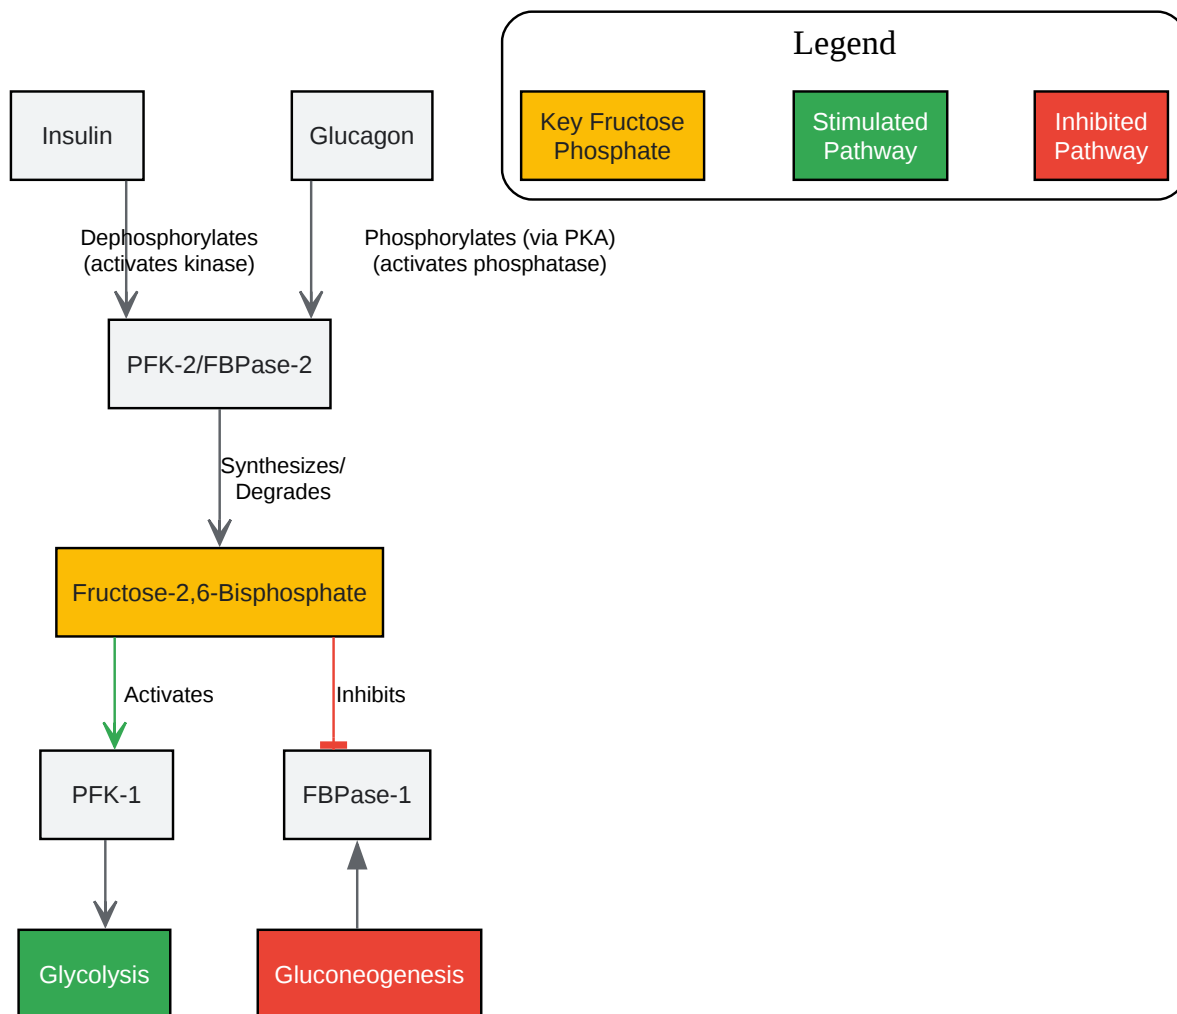 Legend
Key Fructose
Phosphate
Stimulated
Pathway
Inhibited
Pathway
Insulin
Glucagon
Dephosphorylates
(activates kinase)
Phosphorylates (via PKA)
(activates phosphatase)
PFK-2/FBPase-2
Synthesizes/
Degrades
Fructose-2,6-Bisphosphate
Activates
Inhibits
PFK-1
FBPase-1
Glycolysis
Gluconeogenesis